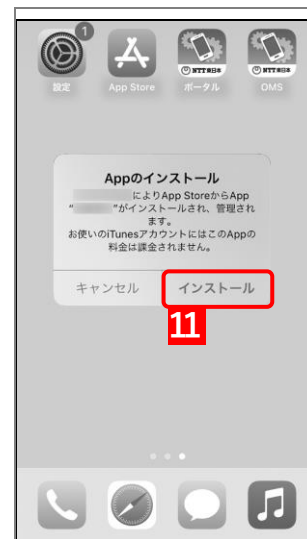 1
NTT東日本
NTT東日本
設定
App Store
ポータル
OMS
Appのイン
ストール
によりApp StoreからApp
“ ”がインストールされ、管理され
ます。
お使いのiTunesアカウントにはこのAppの
料金は課金されません。
キャンセル
インストール
11